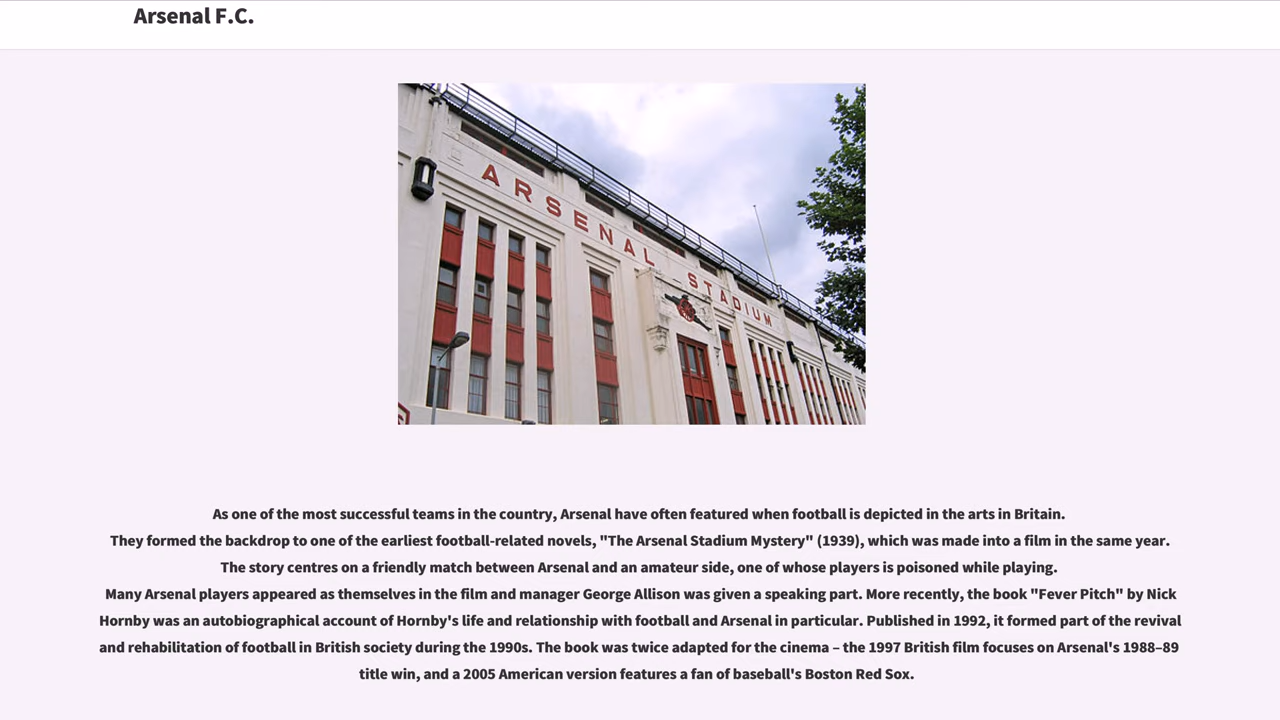 Arsenal F.C.
ARSENAL STADIUM
As one of the most successful teams in the country, Arsenal have often featured when football is depicted in the arts in Britain.
They formed the backdrop to one of the earliest football-related novels, "The Arsenal Stadium Mystery" (1939), which was made into a film in the same year.
The story centres on a friendly match between Arsenal and an amateur side, one of whose players is poisoned while playing.
Many Arsenal players appeared as themselves in the film and manager George Allison was given a speaking part. More recently, the book "Fever Pitch" by Nick
Hornby was an autobiographical account of Hornby's life and relationship with football and Arsenal in particular. Published in 1992, it formed part of the revival
and rehabilitation of football in British society during the 1990s. The book was twice adapted for the cinema – the 1997 British film focuses on Arsenal's 1988–89
title win, and a 2005 American version features a fan of baseball's Boston Red Sox.